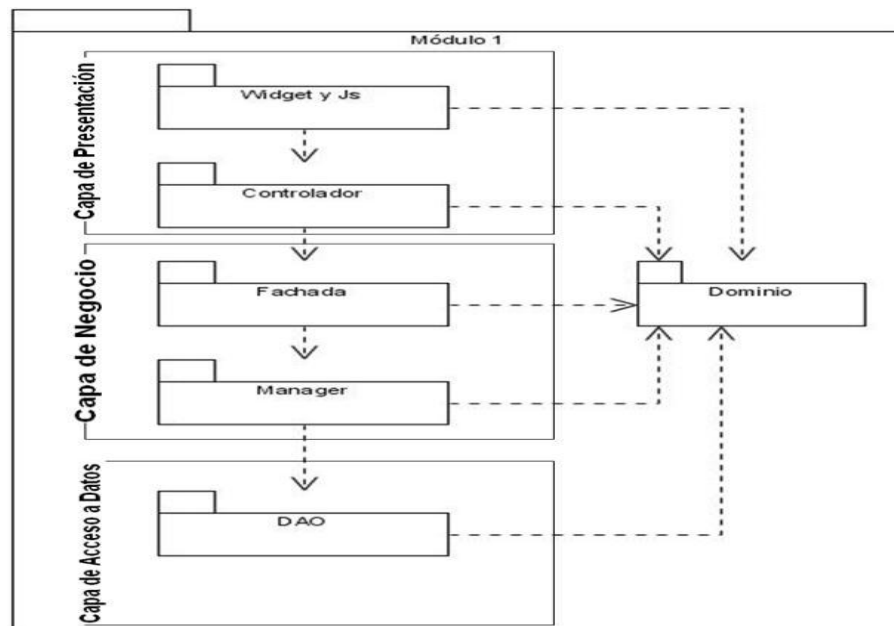 Módulo 1
Capa de Presentación
Widget y Js
Controlador
Capa de Negocio
Fachada
Manager
Dominio
Capa de Acceso a Datos
DAO